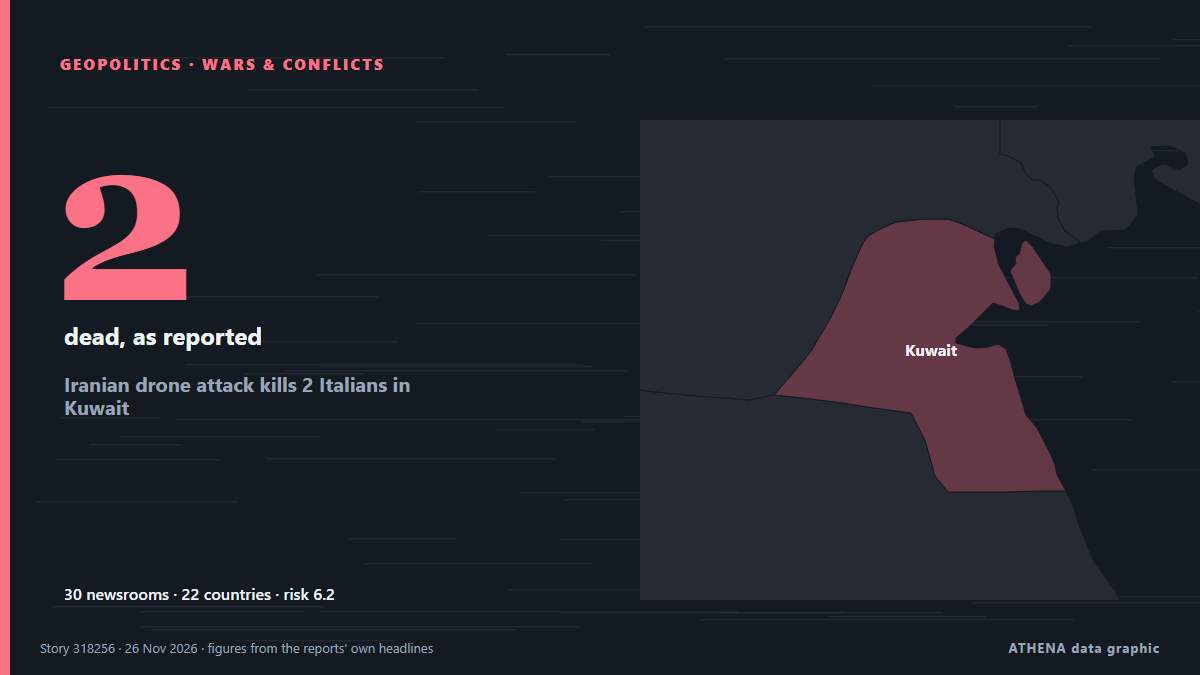 GEOPOLITICS · WARS & CONFLICTS
2
dead, as reported
Iranian drone attack kills 2 Italians in
Kuwait
Kuwait
30 newsrooms · 22 countries · risk 6.2
Story 318256 · 26 Nov 2026 · figures from the reports' own headlines
ATHENA data graphic